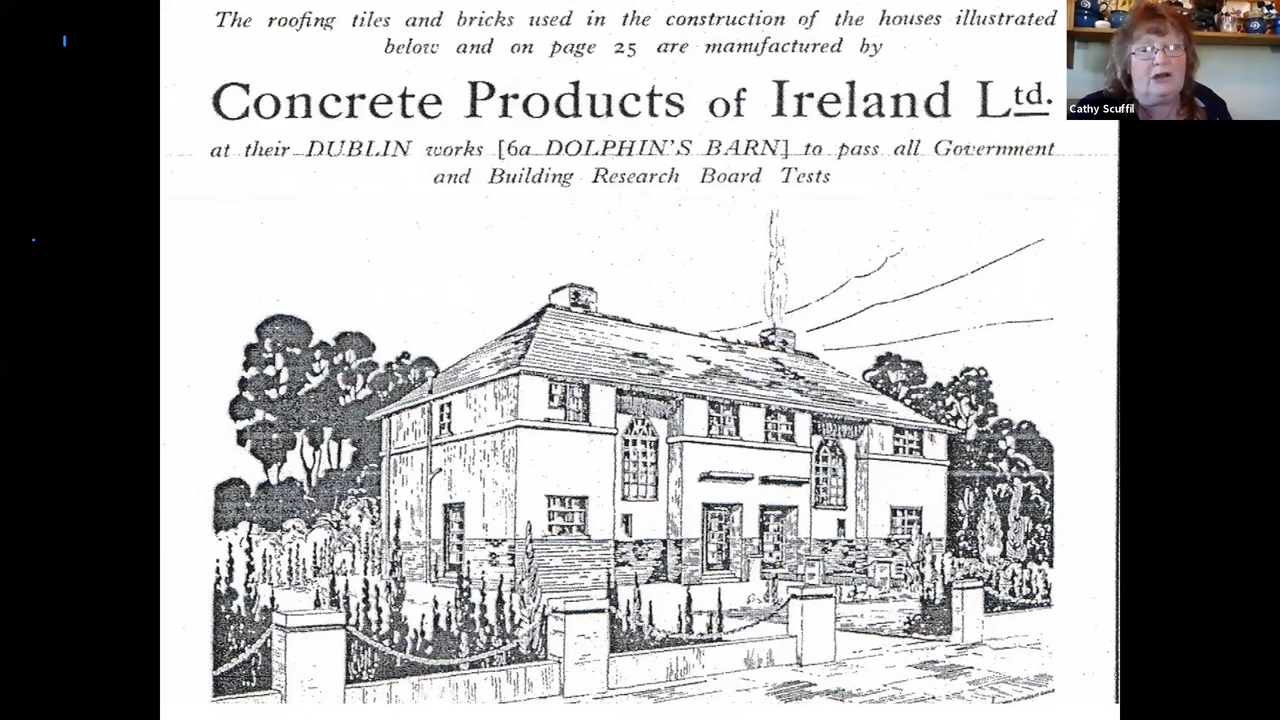 The roofing tiles and bricks used in the construction of the houses illustrated
below and on page 25 are manufactured by
Concrete Products of Ireland Ltd.
at their DUBLIN works [6a DOLPHIN'S BARN] to pass all Government
and Building Research Board Tests
Cathy Scuffil